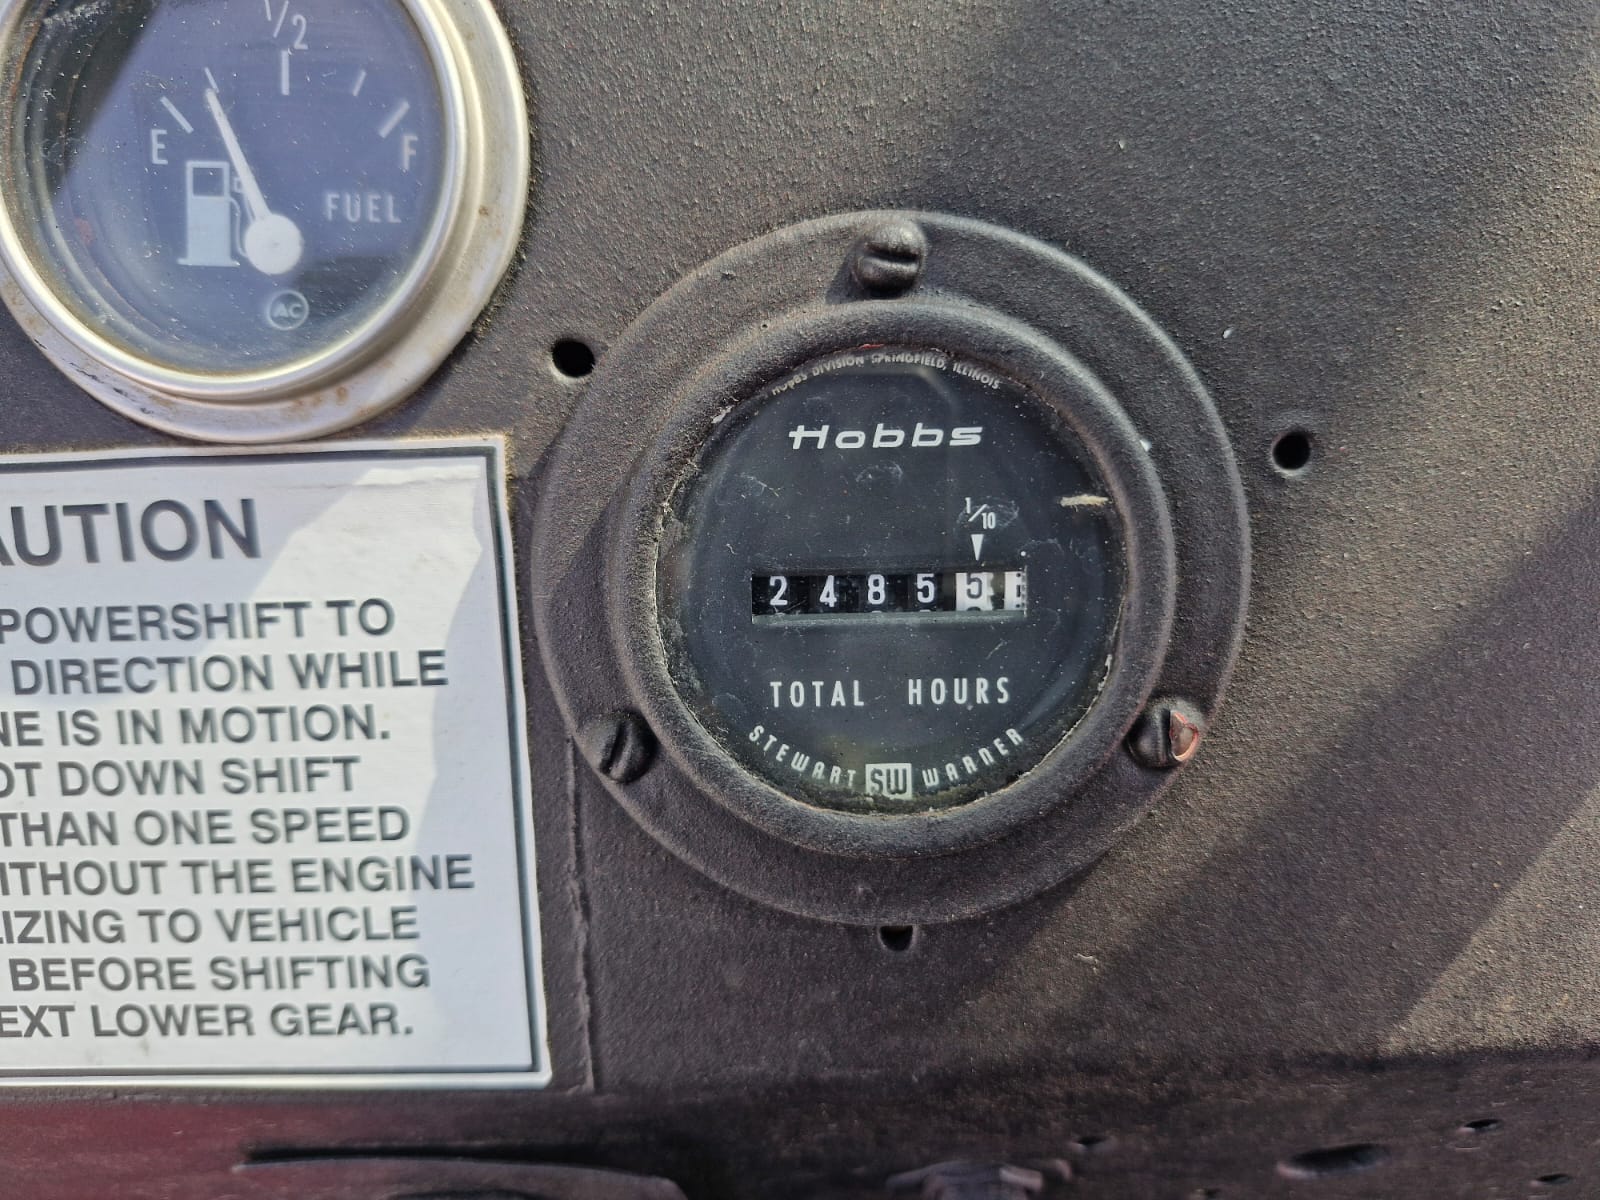 1/2
E
F
FUEL
AC
HOBBS DIVISION SPRINGFIELD, ILLINOIS
Hobbs
1/10
2 4 8 5 5
TOTAL HOURS
STEWART SW WARNER
AUTION
POWERSHIFT TO
DIRECTION WHILE
NE IS IN MOTION.
OT DOWN SHIFT
THAN ONE SPEED
ITHOUT THE ENGINE
LIZING TO VEHICLE
BEFORE SHIFTING
EXT LOWER GEAR.